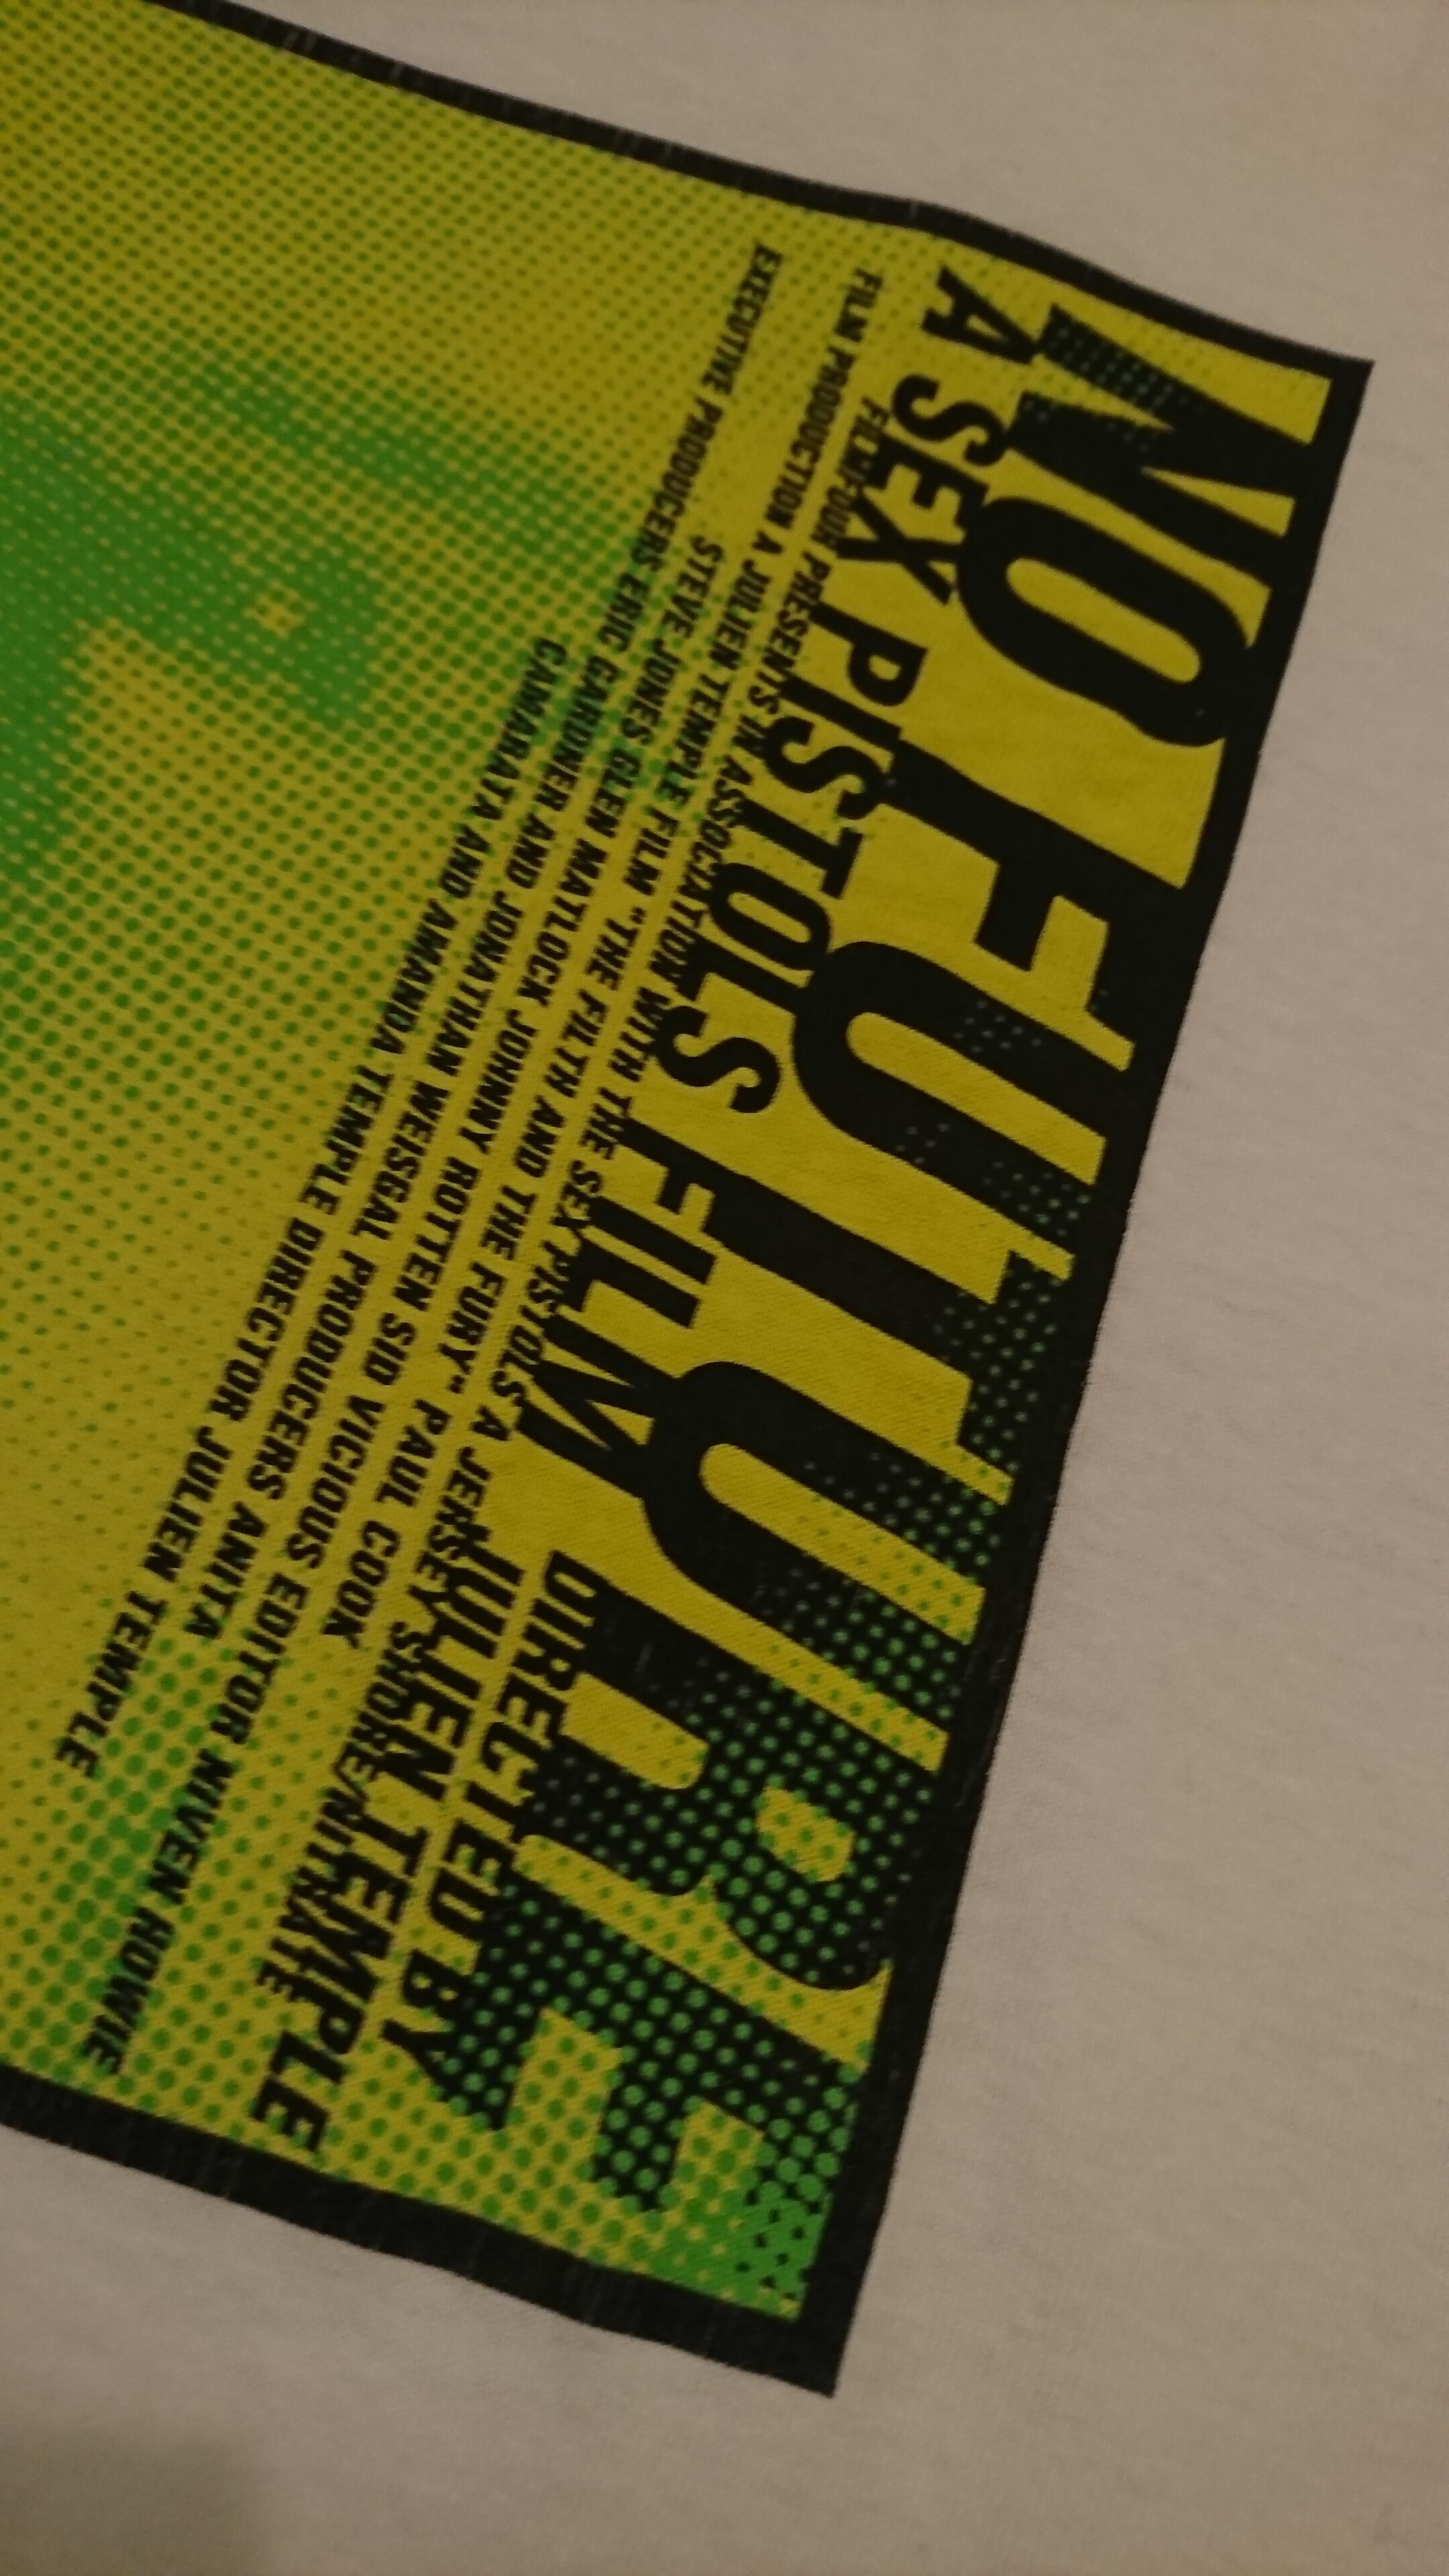 NO FUTURE
A SEX PISTOLS FILM DIRECTED BY
JULIEN TEMPLE
FILMFOUR PRESENTS IN ASSOCIATION WITH THE SEX PISTOLS A JERSEY SHORE/NITRATE
FILM PRODUCTION A JULIEN TEMPLE FILM "THE FILTH AND THE FURY" PAUL COOK
STEVE JONES GLEN MATLOCK JOHNNY ROTTEN SID VICIOUS EDITOR NIVEN HOWIE
EXECUTIVE PRODUCERS ERIC GARDNER AND JONATHAN WEISGAL PRODUCERS ANITA
CAMARATA AND AMANDA TEMPLE DIRECTOR JULIEN TEMPLE